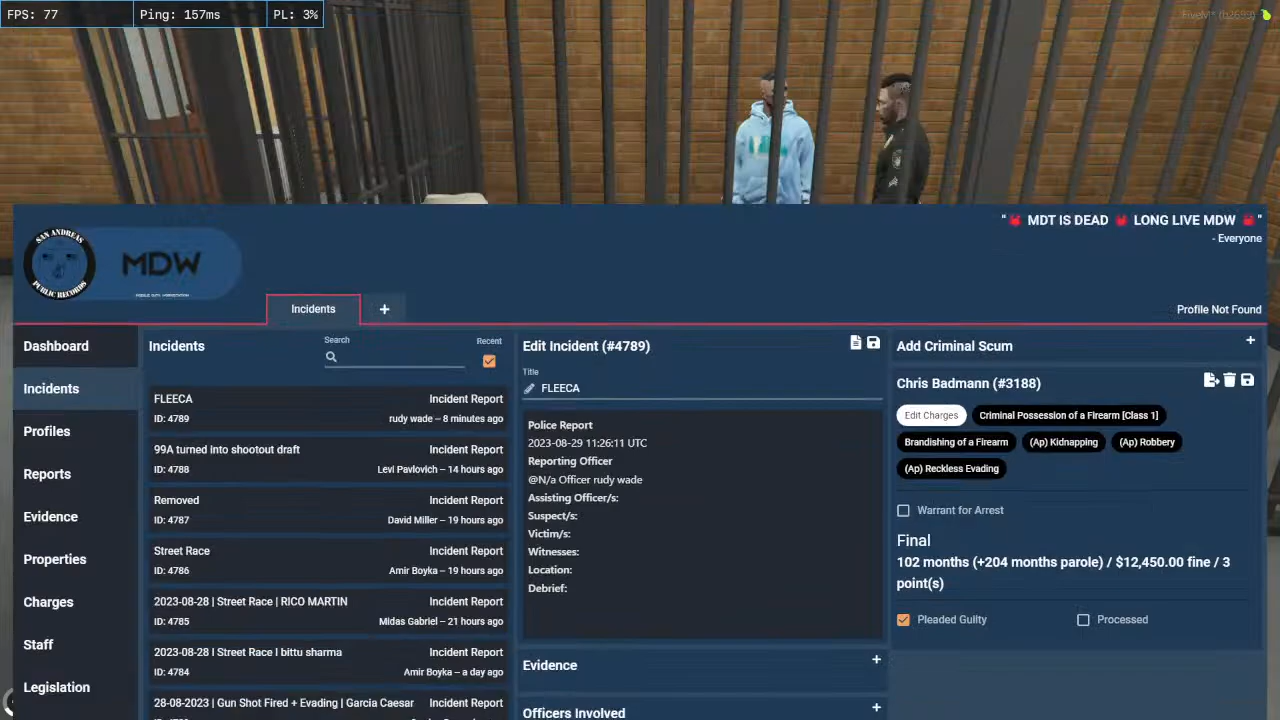 FPS: 77
Ping: 157ms
PL: 3%
FiveM* (b2699)
" MDT IS DEAD LONG LIVE MDW "
- Everyone
SAN ANDREAS
PUBLIC RECORDS
MDW
Incidents
+
Profile Not Found
Dashboard
Incidents
Profiles
Reports
Evidence
Properties
Charges
Staff
Legislation
Incidents
Search
Recent
FLEECA
Incident Report
ID: 4789
rudy wade – 8 minutes ago
99A turned into shootout draft
Incident Report
ID: 4788
Levi Pavlovich – 14 hours ago
Removed
Incident Report
ID: 4787
David Miller – 19 hours ago
Street Race
Incident Report
ID: 4786
Amir Boyka – 19 hours ago
2023-08-28 | Street Race | RICO MARTIN
Incident Report
ID: 4785
Midas Gabriel – 21 hours ago
2023-08-28 I Street Race I bittu sharma
Incident Report
ID: 4784
Amir Boyka – a day ago
28-08-2023 | Gun Shot Fired + Evading | Garcia Caesar
Incident Report
Edit Incident (#4789)
Title
FLEECA
Police Report
2023-08-29 11:26:11 UTC
Reporting Officer
@N/a Officer rudy wade
Assisting Officer/s:
Suspect/s:
Victim/s:
Witnesses:
Location:
Debrief:
Evidence
+
Officers Involved
+
Add Criminal Scum
+
Chris Badmann (#3188)
Edit Charges
Criminal Possession of a Firearm [Class 1]
Brandishing of a Firearm
(Ap) Kidnapping
(Ap) Robbery
(Ap) Reckless Evading
Warrant for Arrest
Final
102 months (+204 months parole) / $12,450.00 fine / 3
point(s)
Pleaded Guilty
Processed